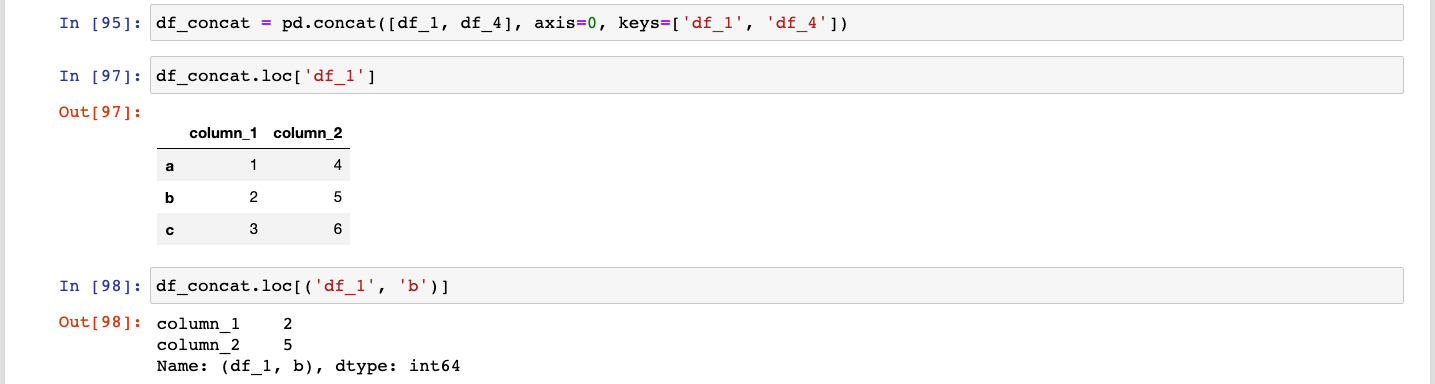 In [95]: df_concat = pd.concat([df_1, df_4], axis=0, keys=['df_1', 'df_4'])
In [97]: df_concat.loc['df_1']
Out[97]:
column_1 column_2
a 1 4
b 2 5
c 3 6
In [98]: df_concat.loc[('df_1', 'b')]
Out[98]: column_1 2
column_2 5
Name: (df_1, b), dtype: int64